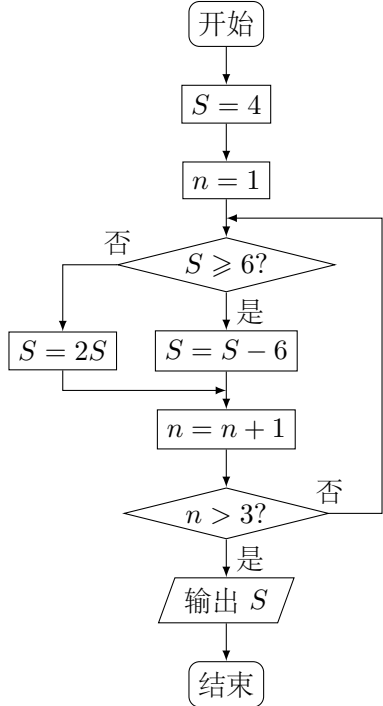 开始
S = 4
n = 1
S ⩾ 6?
否
是
S = 2S
S = S − 6
n = n + 1
n > 3?
否
是
输出 S
结束